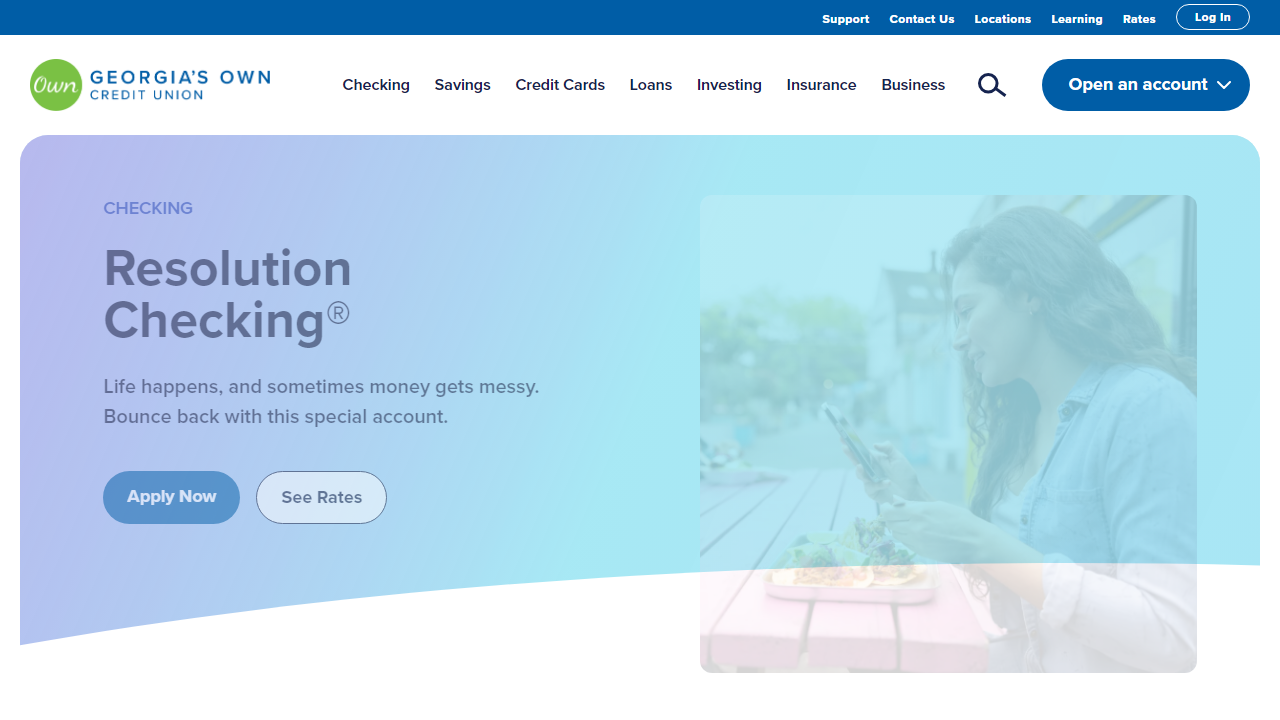 Support Contact Us Locations Learning Rates Log In
Own GEORGIA'S OWN
CREDIT UNION
Checking Savings Credit Cards Loans Investing Insurance Business Open an account
CHECKING
Resolution
Checking®
Life happens, and sometimes money gets messy.
Bounce back with this special account.
Apply Now See Rates